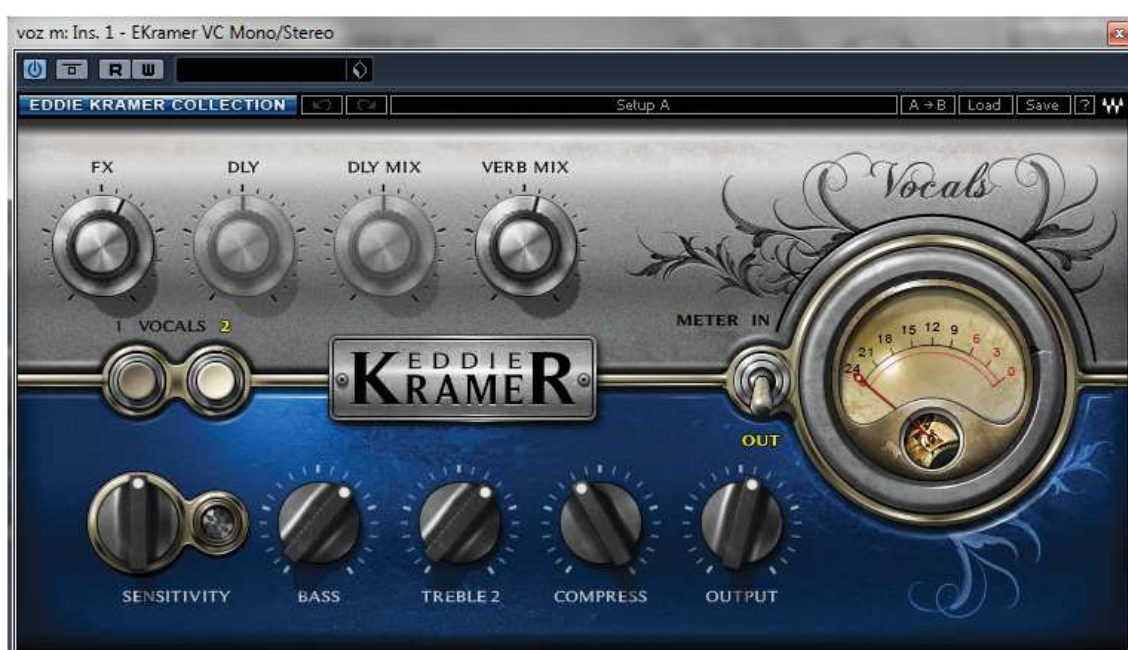 voz m: Ins. 1 - EKramer VC Mono/Stereo
R W
EDDIE KRAMER COLLECTION Setup A A→B Load Save ?
FX DLY DLY MIX VERB MIX
Vocals
1 VOCALS 2
METER IN
24 21 18 15 12 9 6 3 0
EDDIE
KRAMER
OUT
SENSITIVITY BASS TREBLE 2 COMPRESS OUTPUT